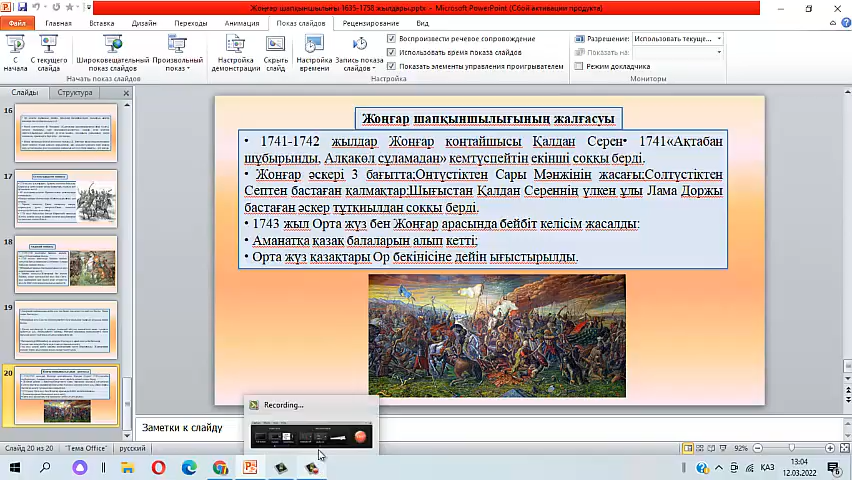 Жоңғар шапқыншылығы 1635-1758 жылдары.pptx - Microsoft PowerPoint (Сбой активации продукта)
Файл Главная Вставка Дизайн Переходы Анимация Показ слайдов Рецензирование Вид
С начала
С текущего слайда
Широковещательный показ слайдов
Произвольный показ
Начать показ слайдов
Настройка демонстрации
Скрыть слайд
Настройка времени
Запись показа слайдов
Воспроизвести речевое сопровождение
Использовать время показа слайдов
Показать элементы управления проигрывателем
Настройка
Разрешение: Использовать текуще...
Показать на:
Режим докладчика
Мониторы
Слайды Структура
16
17
18
19
20
Жоңғар шапқыншылығының жалғасуы
• 1741-1742 жылдар Жоңғар қонтайшысы Қалдан Серен• 1741«Ақтабан
шұбырынды, Алқакөл сұламадан» кемтүспейтін екінші соққы берді.
• Жоңғар әскері 3 бағытта:Оңтүстіктен Сары Мәнжінің жасағы;Солтүстіктен
Септен бастаған қалмақтар;Шығыстан Қалдан Сереннің үлкен ұлы Лама Доржы
бастаған әскер тұтқиылдан соққы берді.
• 1743 жыл Орта жүз бен Жоңғар арасында бейбіт келісім жасалды:
• Аманатқа қазақ балаларын алып кетті;
• Орта жүз қазақтары Ор бекінісіне дейін ығыстырылды.
Recording...
Заметки к слайду
Слайд 20 из 20 "Тема Office" русский 92%
ҚАЗ 13:04
12.03.2022